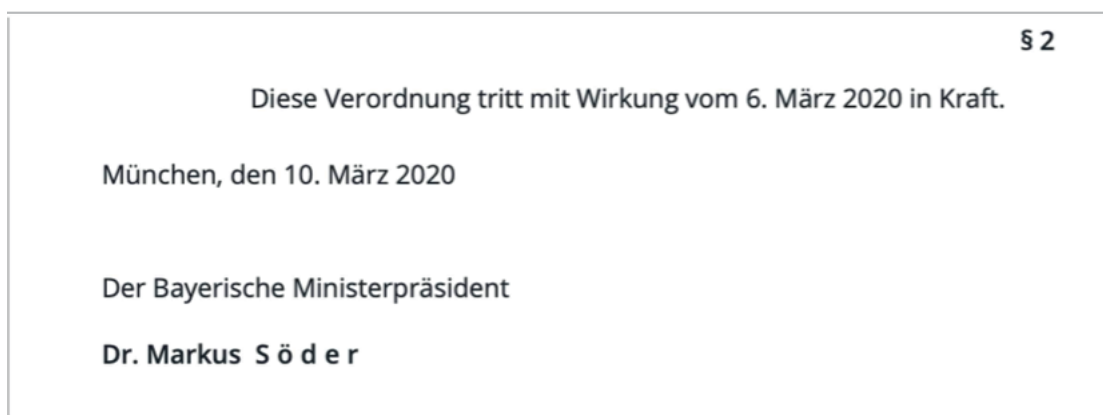 § 2
Diese Verordnung tritt mit Wirkung vom 6. März 2020 in Kraft.
München, den 10. März 2020
Der Bayerische Ministerpräsident
Dr. Markus S ö d e r